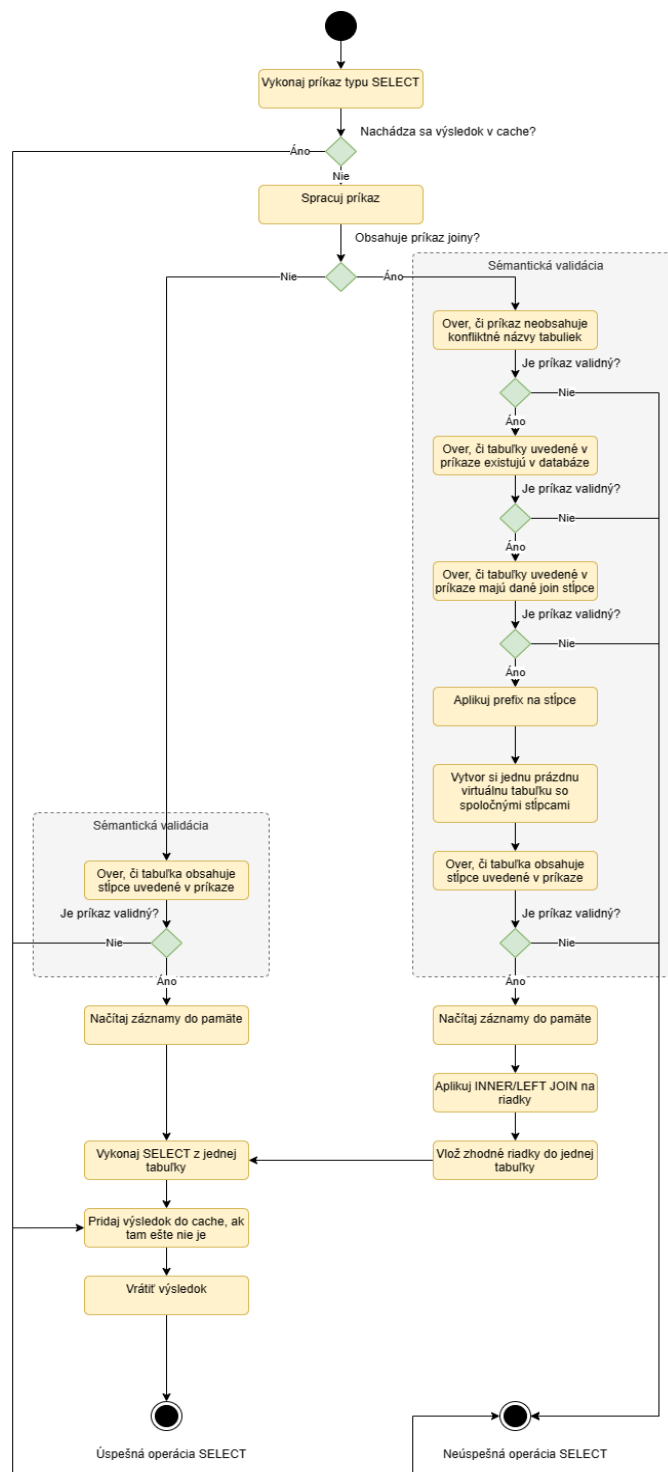 Vykonaj príkaz typu SELECT
Nachádza sa výsledok v cache?
Áno
Nie
Spracuj príkaz
Obsahuje príkaz joiny?
Nie
Áno
Sémantická validácia
Over, či príkaz neobsahuje
konfliktné názvy tabuliek
Je príkaz validný?
Nie
Áno
Over, či tabuľky uvedené v
príkaze existujú v databáze
Je príkaz validný?
Nie
Áno
Over, či tabuľky uvedené v
príkaze majú dané join stĺpce
Je príkaz validný?
Nie
Áno
Aplikuj prefix na stĺpce
Vytvor si jednu prázdnu
virtuálnu tabuľku so
spoločnými stĺpcami
Over, či tabuľka obsahuje
stĺpce uvedené v príkaze
Je príkaz validný?
Nie
Áno
Sémantická validácia
Over, či tabuľka obsahuje
stĺpce uvedené v príkaze
Je príkaz validný?
Nie
Áno
Načítaj záznamy do pamäte
Načítaj záznamy do pamäte
Aplikuj INNER/LEFT JOIN na
riadky
Vlož zhodné riadky do jednej
tabuľky
Vykonaj SELECT z jednej
tabuľky
Pridaj výsledok do cache, ak
tam ešte nie je
Vrátiť výsledok
Úspešná operácia SELECT
Neúspešná operácia SELECT